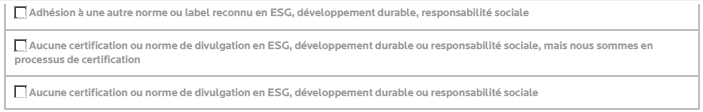 Adhésion à une autre norme ou label reconnu en ESG, développement durable, responsabilité sociale
Aucune certification ou norme de divulgation en ESG, développement durable ou responsabilité sociale, mais nous sommes en
processus de certification
Aucune certification ou norme de divulgation en ESG, développement durable ou responsabilité sociale